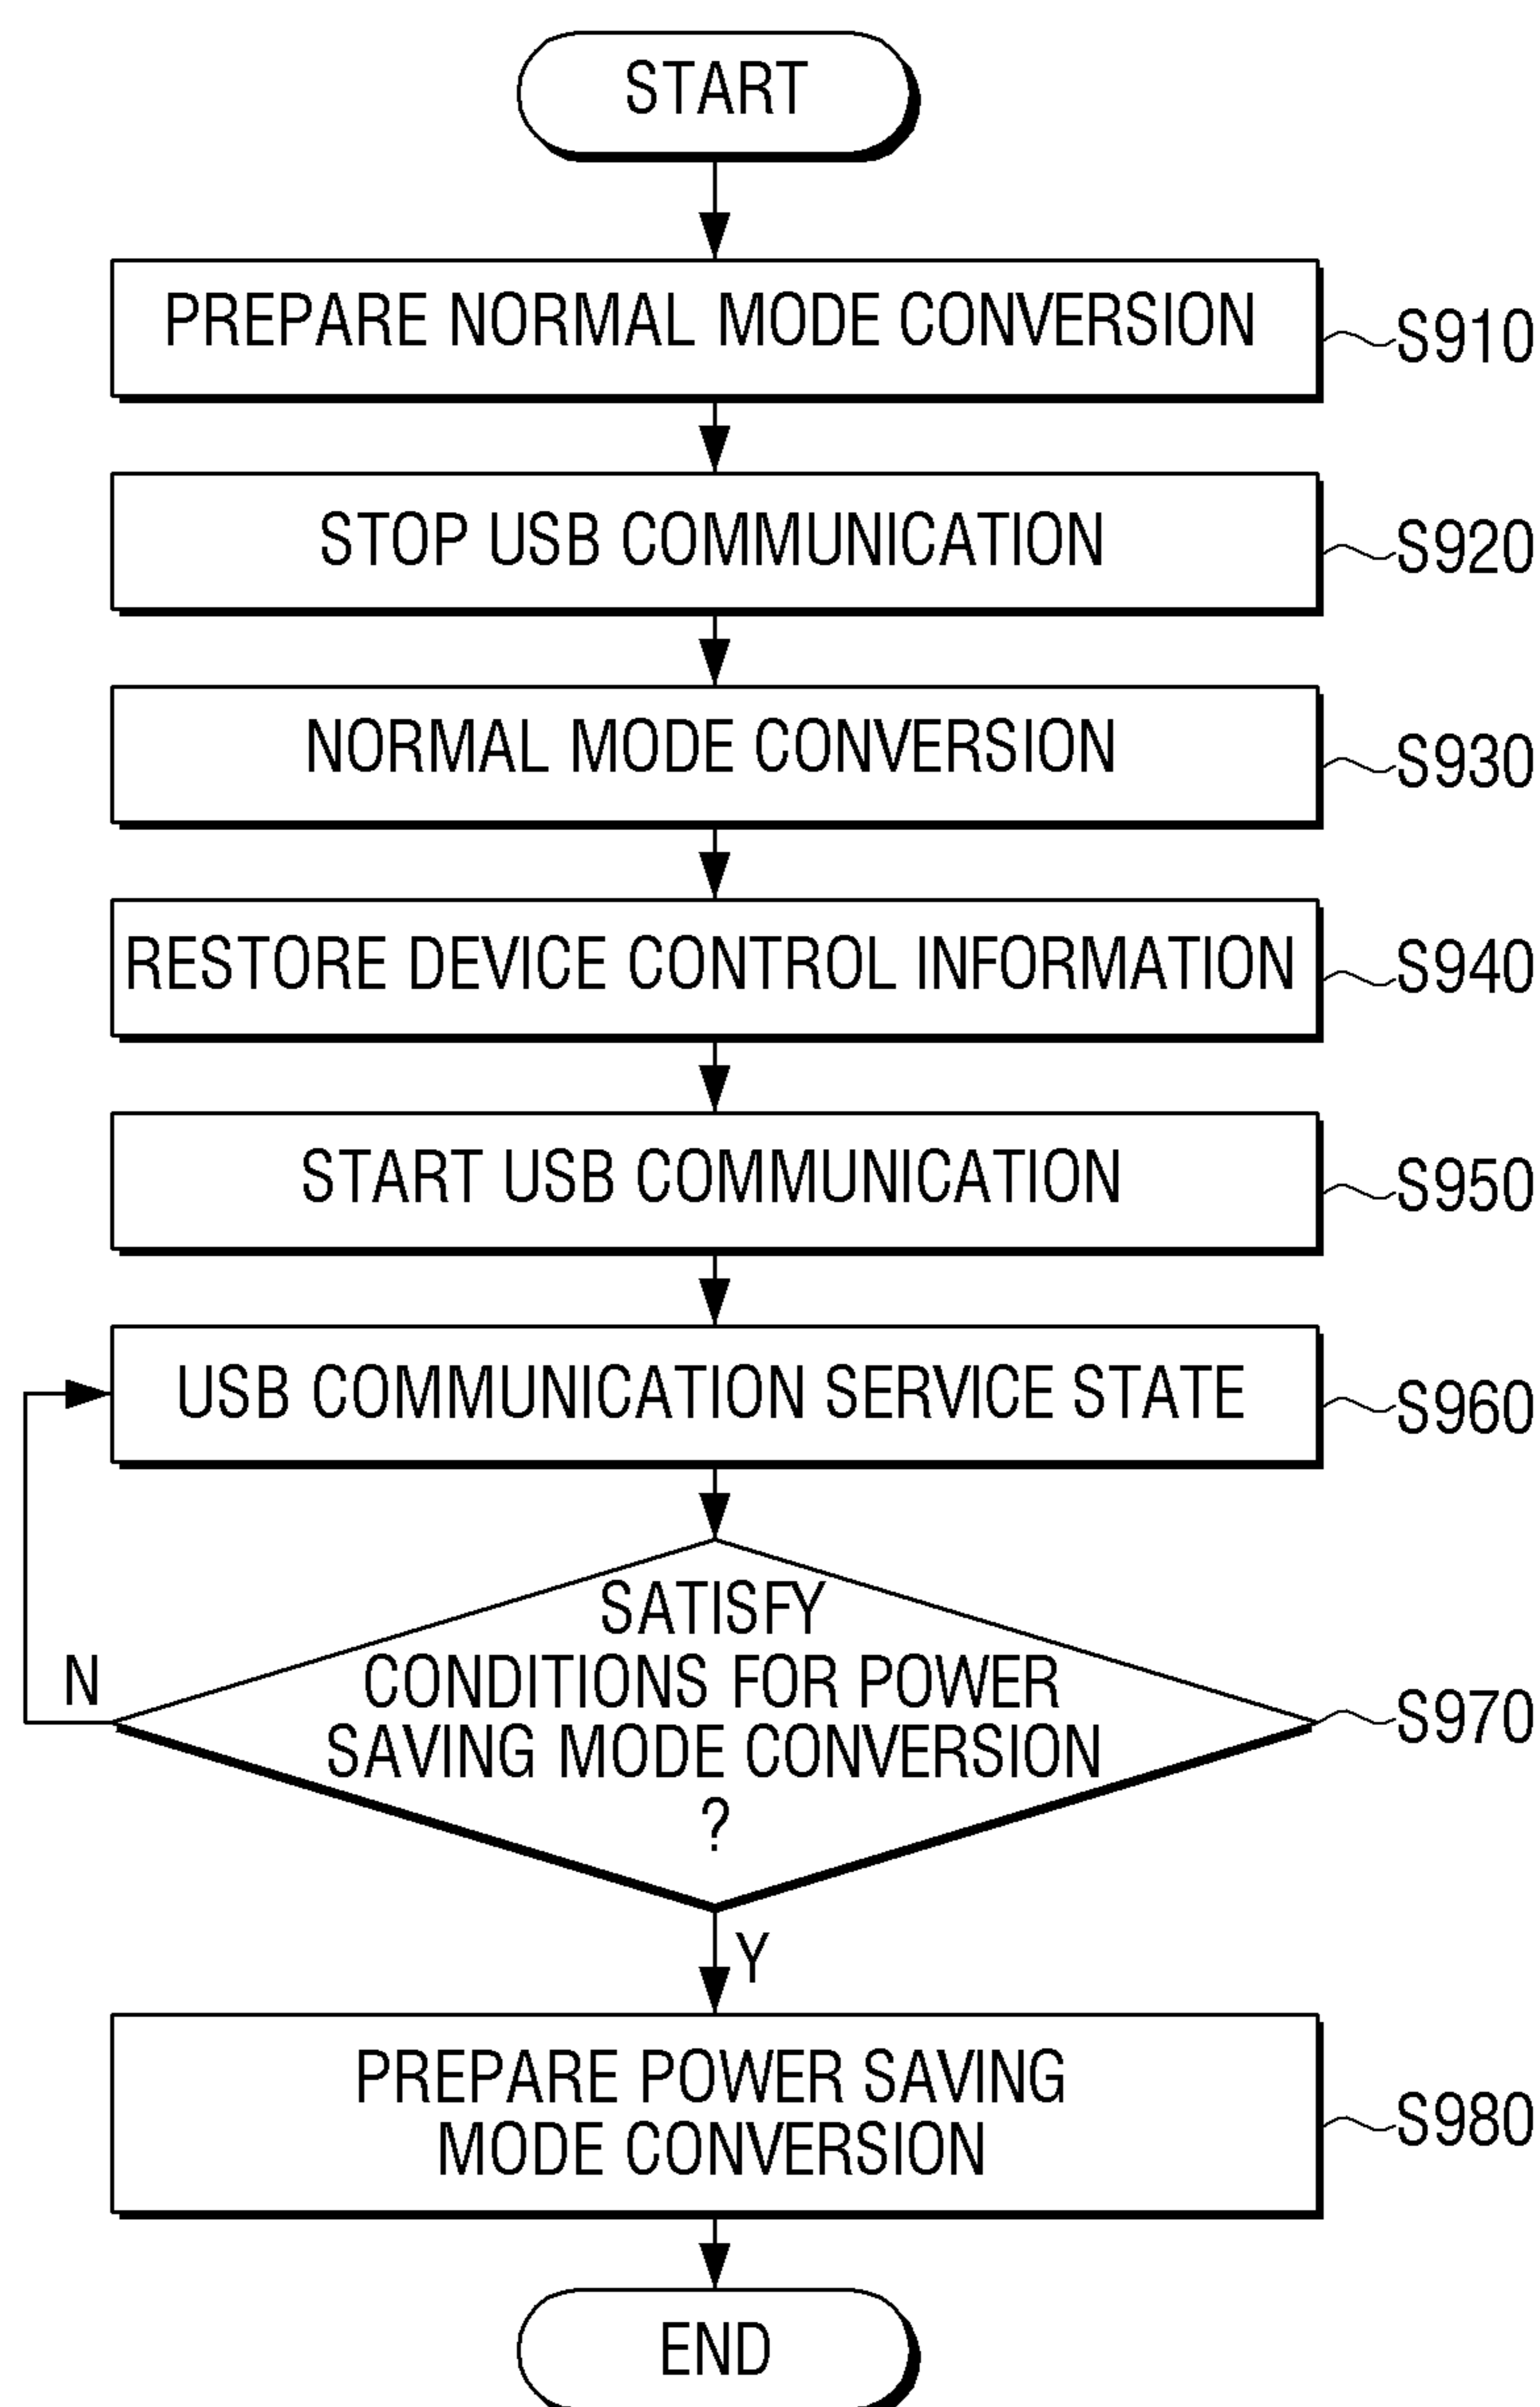 START
PREPARE NORMAL MODE CONVERSION
S910
STOP USB COMMUNICATION
S920
NORMAL MODE CONVERSION
S930
RESTORE DEVICE CONTROL INFORMATION
S940
START USB COMMUNICATION
S950
USB COMMUNICATION SERVICE STATE
S960
SATISFY
CONDITIONS FOR POWER
SAVING MODE CONVERSION
?
S970
N
Y
PREPARE POWER SAVING
MODE CONVERSION
S980
END